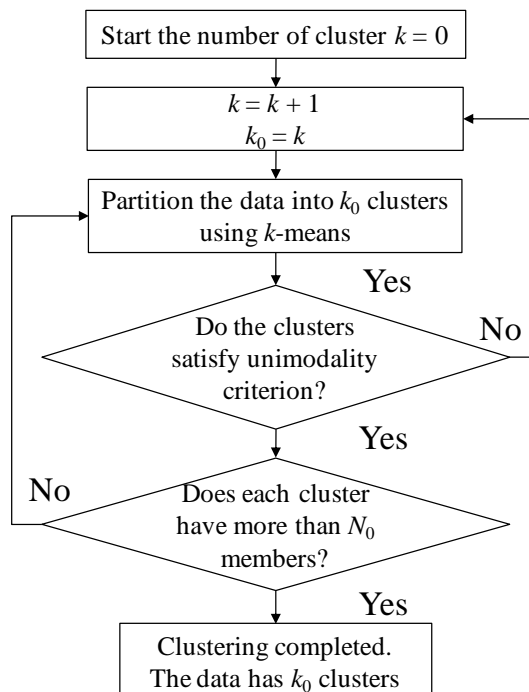 Start the number of cluster k = 0
k = k + 1
k₀ = k
Partition the data into k₀ clusters
using k-means
Yes
Do the clusters
satisfy unimodality
criterion?
No
Yes
No
Does each cluster
have more than N₀
members?
Yes
Clustering completed.
The data has k₀ clusters